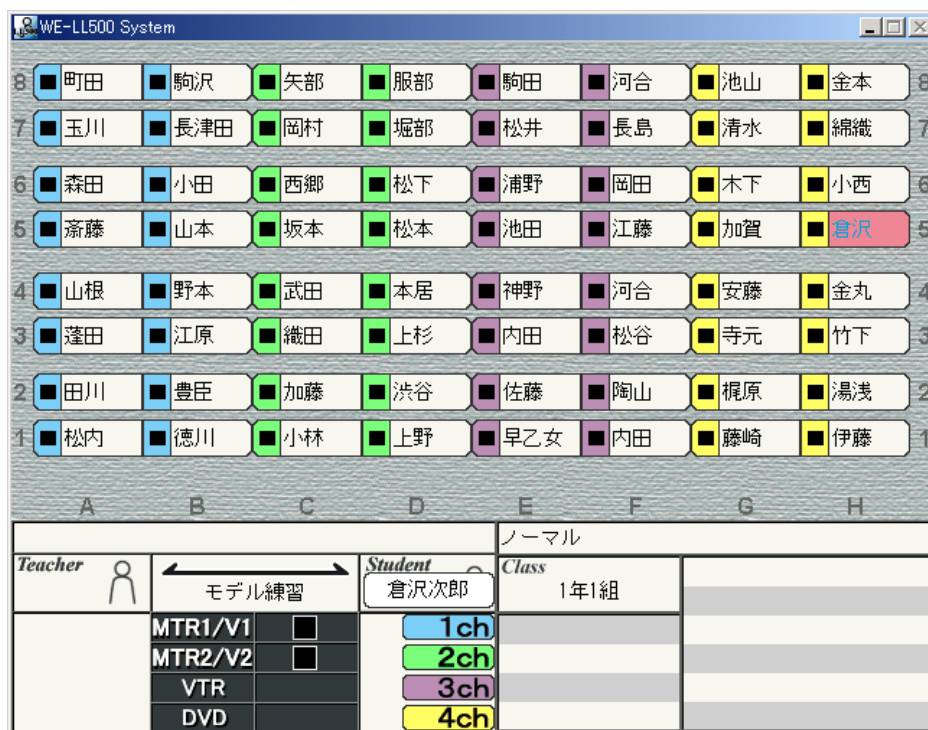 WE-LL500 System
8 町田 駒沢 矢部 服部 駒田 河合 池山 金本 8
7 玉川 長津田 岡村 堀部 松井 長島 清水 綿織 7
6 森田 小田 西郷 松下 浦野 岡田 木下 小西 6
5 斎藤 山本 坂本 松本 池田 江藤 加賀 倉沢 5
4 山根 野本 武田 本居 神野 河合 安藤 金丸 4
3 蓬田 江原 織田 上杉 内田 松谷 寺元 竹下 3
2 田川 豊臣 加藤 渋谷 佐藤 陶山 梶原 湯浅 2
1 松内 徳川 小林 上野 早乙女 内田 藤崎 伊藤 1
A B C D E F G H
ノーマル
Teacher モデル練習 Student 倉沢次郎 Class 1年1組
MTR1/V1 1ch
MTR2/V2 2ch
VTR 3ch
DVD 4ch